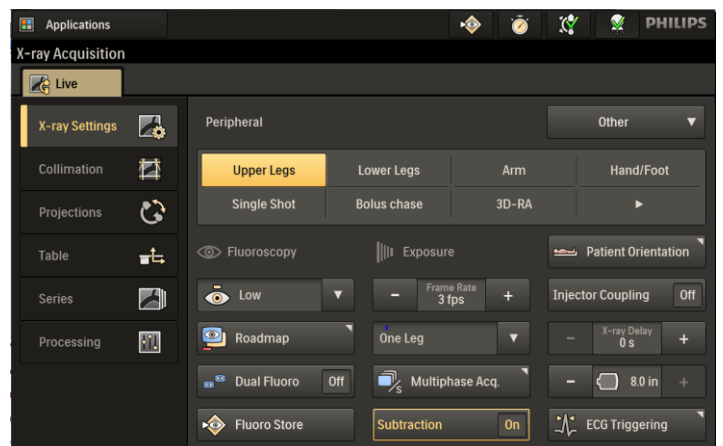 Applications
PHILIPS
X-ray Acquisition
Live
X-ray Settings
Collimation
Projections
Table
Series
Processing
Peripheral
Other
Upper Legs
Lower Legs
Arm
Hand/Foot
Single Shot
Bolus chase
3D-RA
Fluoroscopy
Exposure
Patient Orientation
Low
Frame Rate
- 3 fps +
Injector Coupling Off
Roadmap
One Leg
X-ray Delay
- 0 s +
Dual Fluoro Off
S
Multiphase Acq.
- 8.0 in +
Fluoro Store
Subtraction On
ECG Triggering